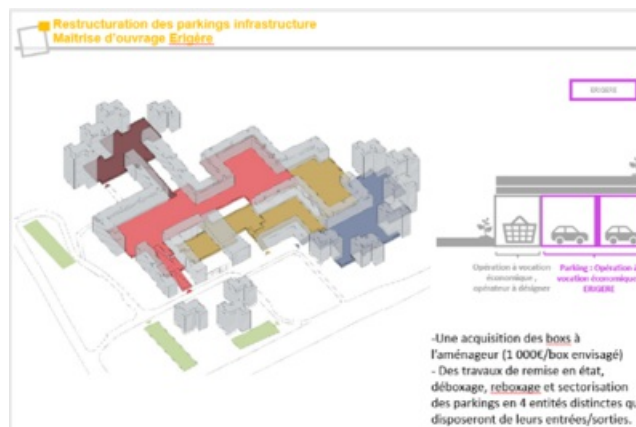 Restructuration des parkings infrastructure
Maîtrise d'ouvrage Erigère
ERIGERE
Opération à vocation
économique,
opérateur à désigner
Parking : Opération à
vocation économique
ERIGERE
-Une acquisition des boxs à
l'aménageur (1 000€/box envisagé)
- Des travaux de remise en état,
déboxage, reboxage et sectorisation
des parkings en 4 entités distinctes qu
disposeront de leurs entrées/sorties.